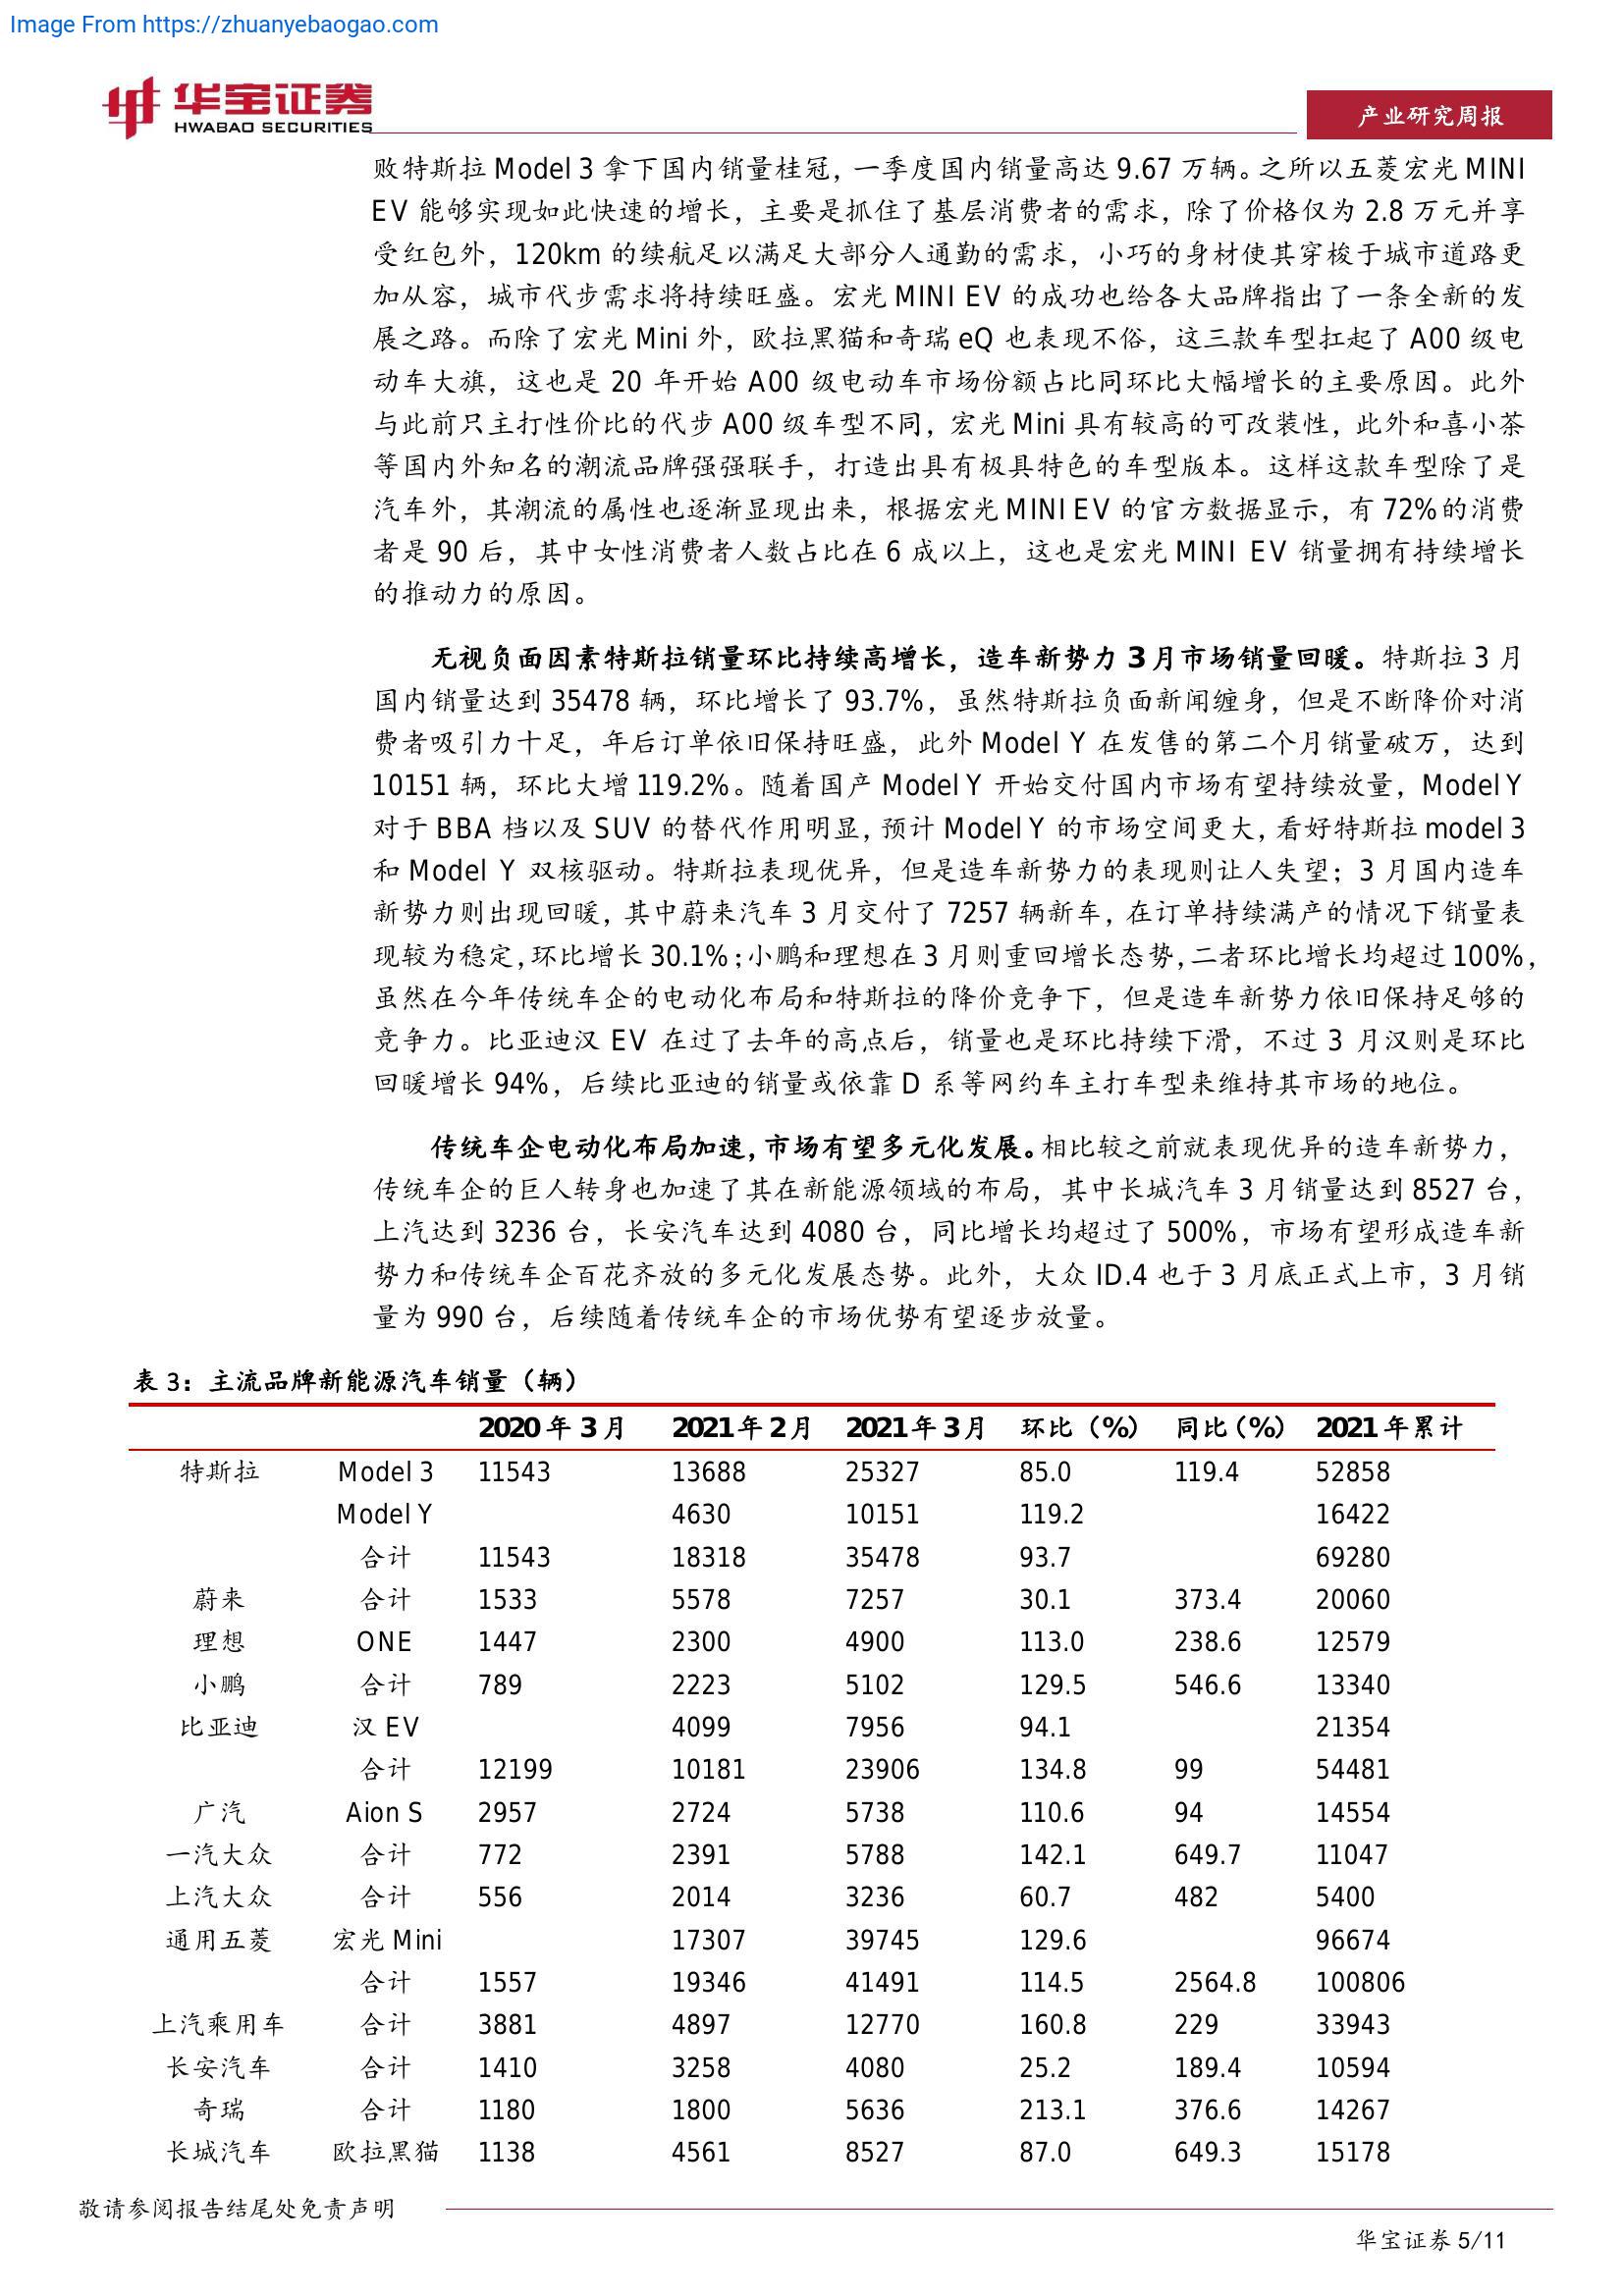 Image From https://zhuanyebaogao.com
华宝证券
HWABAO SECURITIES
产业研究周报
败特斯拉 Model 3 拿下国内销量桂冠，一季度国内销量高达 9.67 万辆。之所以五菱宏光 MINI
EV 能够实现如此快速的增长，主要是抓住了基层消费者的需求，除了价格仅为 2.8 万元并享
受红包外，120km 的续航足以满足大部分人通勤的需求，小巧的身材使其穿梭于城市道路更
加从容，城市代步需求将持续旺盛。宏光 MINI EV 的成功也给各大品牌指出了一条全新的发
展之路。而除了宏光 Mini 外，欧拉黑猫和奇瑞 eQ 也表现不俗，这三款车型扛起了 A00 级电
动车大旗，这也是 20 年开始 A00 级电动车市场份额占比同环比大幅增长的主要原因。此外
与此前只主打性价比的代步 A00 级车型不同，宏光 Mini 具有较高的可改装性，此外和喜小茶
等国内外知名的潮流品牌强强联手，打造出具有极具特色的车型版本。这样这款车型除了是
汽车外，其潮流的属性也逐渐显现出来，根据宏光 MINI EV 的官方数据显示，有 72%的消费
者是 90 后，其中女性消费者人数占比在 6 成以上，这也是宏光 MINI EV 销量拥有持续增长
的推动力的原因。
无视负面因素特斯拉销量环比持续高增长，造车新势力 3 月市场销量回暖。特斯拉 3 月
国内销量达到 35478 辆，环比增长了 93.7%，虽然特斯拉负面新闻缠身，但是不断降价对消
费者吸引力十足，年后订单依旧保持旺盛，此外 Model Y 在发售的第二个月销量破万，达到
10151 辆，环比大增 119.2%。随着国产 Model Y 开始交付国内市场有望持续放量，Model Y
对于 BBA 档以及 SUV 的替代作用明显，预计 Model Y 的市场空间更大，看好特斯拉 model 3
和 Model Y 双核驱动。特斯拉表现优异，但是造车新势力的表现则让人失望；3 月国内造车
新势力则出现回暖，其中蔚来汽车 3 月交付了 7257 辆新车，在订单持续满产的情况下销量表
现较为稳定，环比增长 30.1%；小鹏和理想在 3 月则重回增长态势，二者环比增长均超过 100%，
虽然在今年传统车企的电动化布局和特斯拉的降价竞争下，但是造车新势力依旧保持足够的
竞争力。比亚迪汉 EV 在过了去年的高点后，销量也是环比持续下滑，不过 3 月汉则是环比
回暖增长 94%，后续比亚迪的销量或依靠 D 系等网约车主打车型来维持其市场的地位。
传统车企电动化布局加速，市场有望多元化发展。相比较之前就表现优异的造车新势力，
传统车企的巨人转身也加速了其在新能源领域的布局，其中长城汽车 3 月销量达到 8527 台，
上汽达到 3236 台，长安汽车达到 4080 台，同比增长均超过了 500%，市场有望形成造车新
势力和传统车企百花齐放的多元化发展态势。此外，大众 ID.4 也于 3 月底正式上市，3 月销
量为 990 台，后续随着传统车企的市场优势有望逐步放量。
表 3：主流品牌新能源汽车销量（辆）
2020 年 3 月 2021 年 2 月 2021 年 3 月 环比（%） 同比（%） 2021 年累计
特斯拉 Model 3 11543 13688 25327 85.0 119.4 52858
Model Y 4630 10151 119.2 16422
合计 11543 18318 35478 93.7 69280
蔚来 合计 1533 5578 7257 30.1 373.4 20060
理想 ONE 1447 2300 4900 113.0 238.6 12579
小鹏 合计 789 2223 5102 129.5 546.6 13340
比亚迪 汉 EV 4099 7956 94.1 21354
合计 12199 10181 23906 134.8 99 54481
广汽 Aion S 2957 2724 5738 110.6 94 14554
一汽大众 合计 772 2391 5788 142.1 649.7 11047
上汽大众 合计 556 2014 3236 60.7 482 5400
通用五菱 宏光 Mini 17307 39745 129.6 96674
合计 1557 19346 41491 114.5 2564.8 100806
上汽乘用车 合计 3881 4897 12770 160.8 229 33943
长安汽车 合计 1410 3258 4080 25.2 189.4 10594
奇瑞 合计 1180 1800 5636 213.1 376.6 14267
长城汽车 欧拉黑猫 1138 4561 8527 87.0 649.3 15178
敬请参阅报告结尾处免责声明
华宝证券 5/11